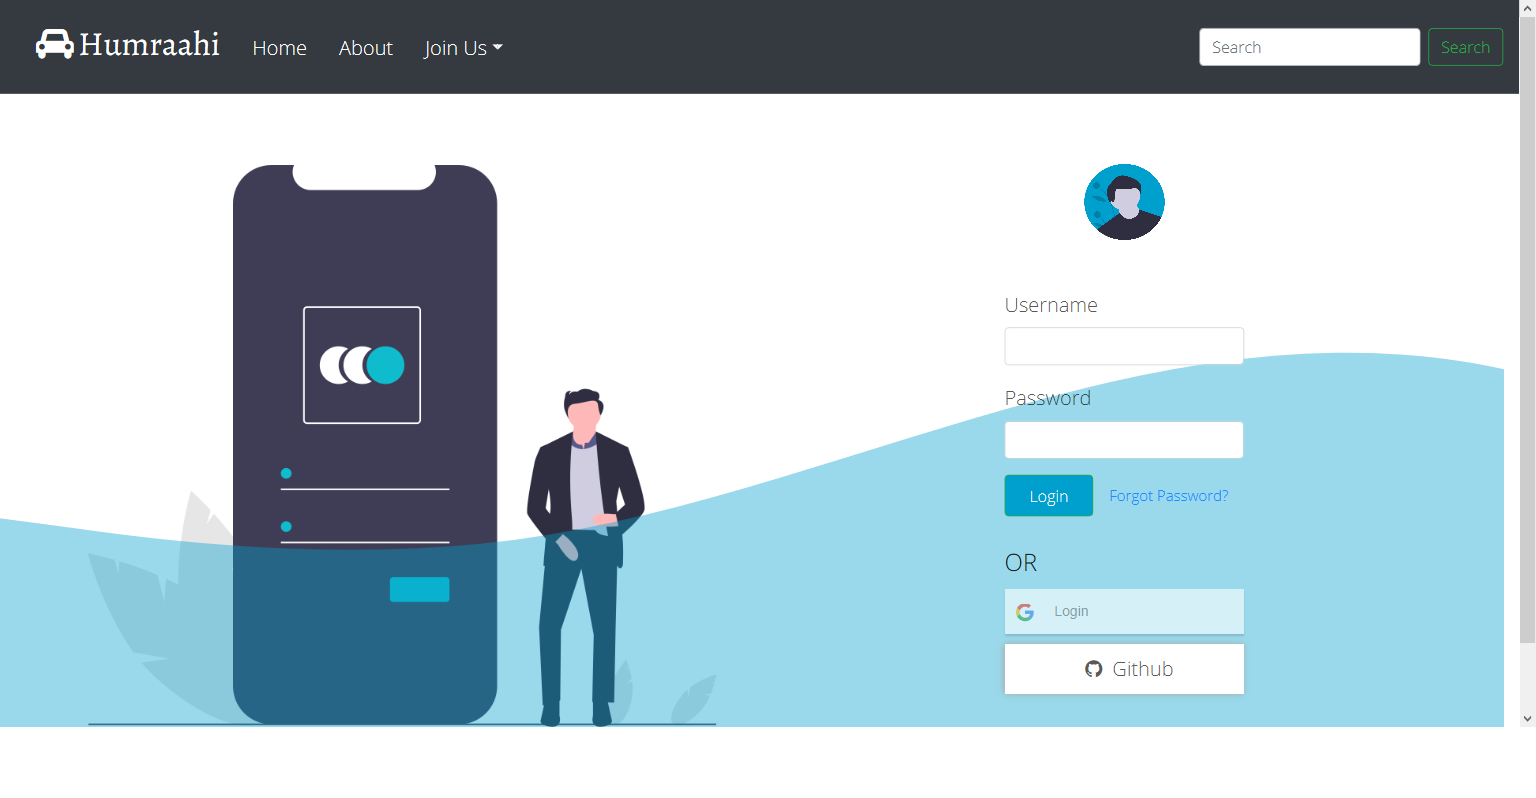 Humraahi Home About Join Us Search Search
Username
Password
Login Forgot Password?
OR
Login
Github